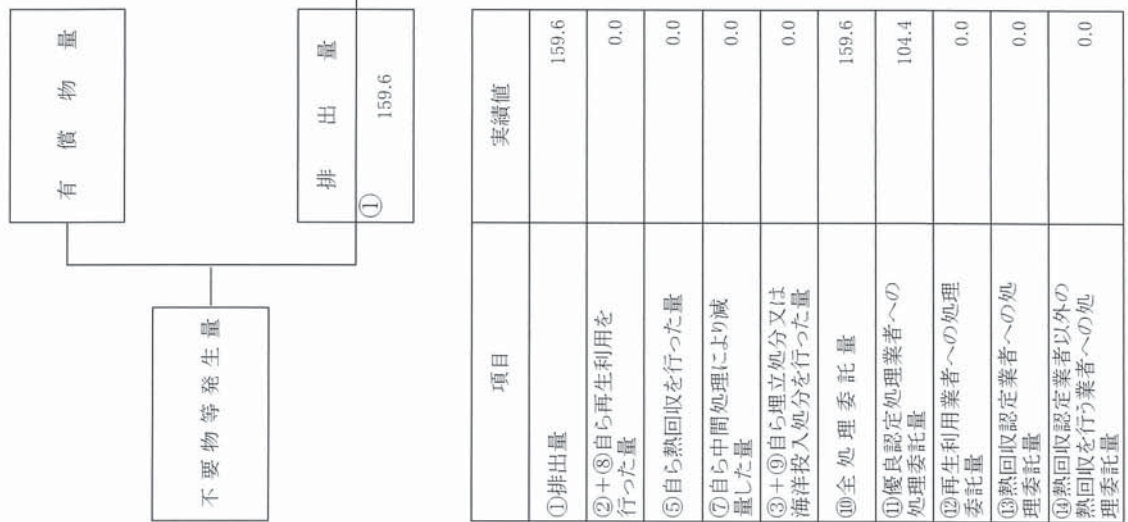 有償物量
不要物等発生量
排出量
①
159.6
項目
実績値
①排出量
159.6
②+⑧自ら再生利用を
行った量
0.0
⑤自ら熱回収を行った量
0.0
⑦自ら中間処理により減
量した量
0.0
③+⑨自ら埋立処分又は
海洋投入処分を行った量
0.0
⑩全処理委託量
159.6
⑪優良認定処理業者への
処理委託量
104.4
⑫再生利用業者への処理
委託量
0.0
⑬熱回収認定業者への処
理委託量
0.0
⑭熱回収認定業者以外の
熱回収を行う業者への処
理委託量
0.0